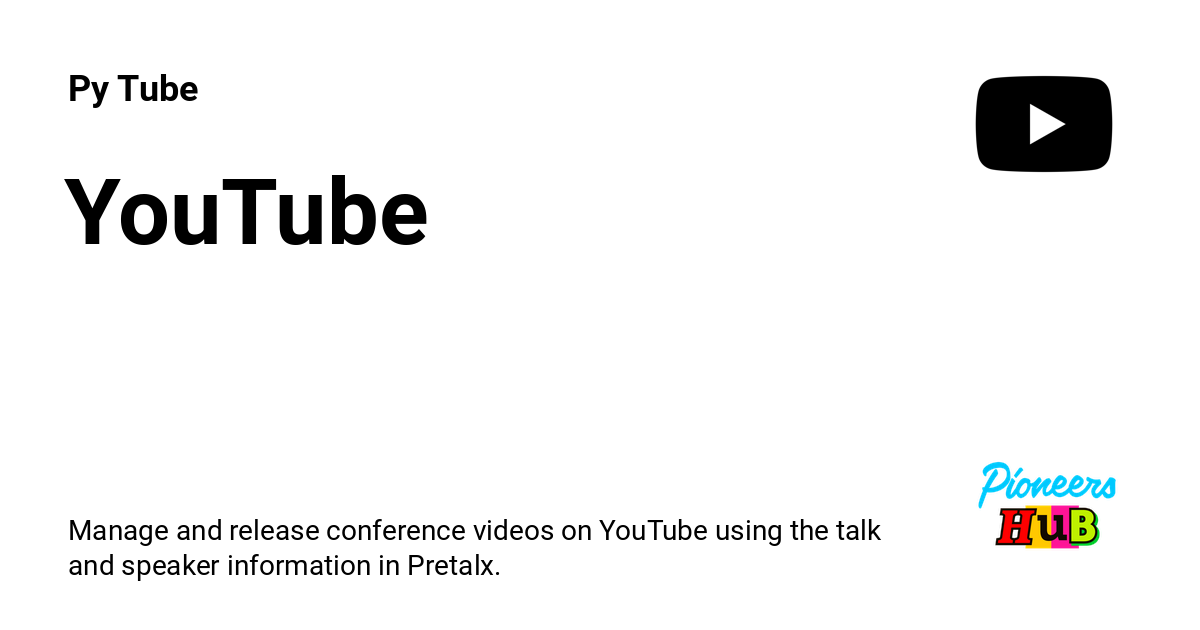 Py Tube
YouTube
Manage and release conference videos on YouTube using the talk
and speaker information in Pretalx.
Pioneers
HuB